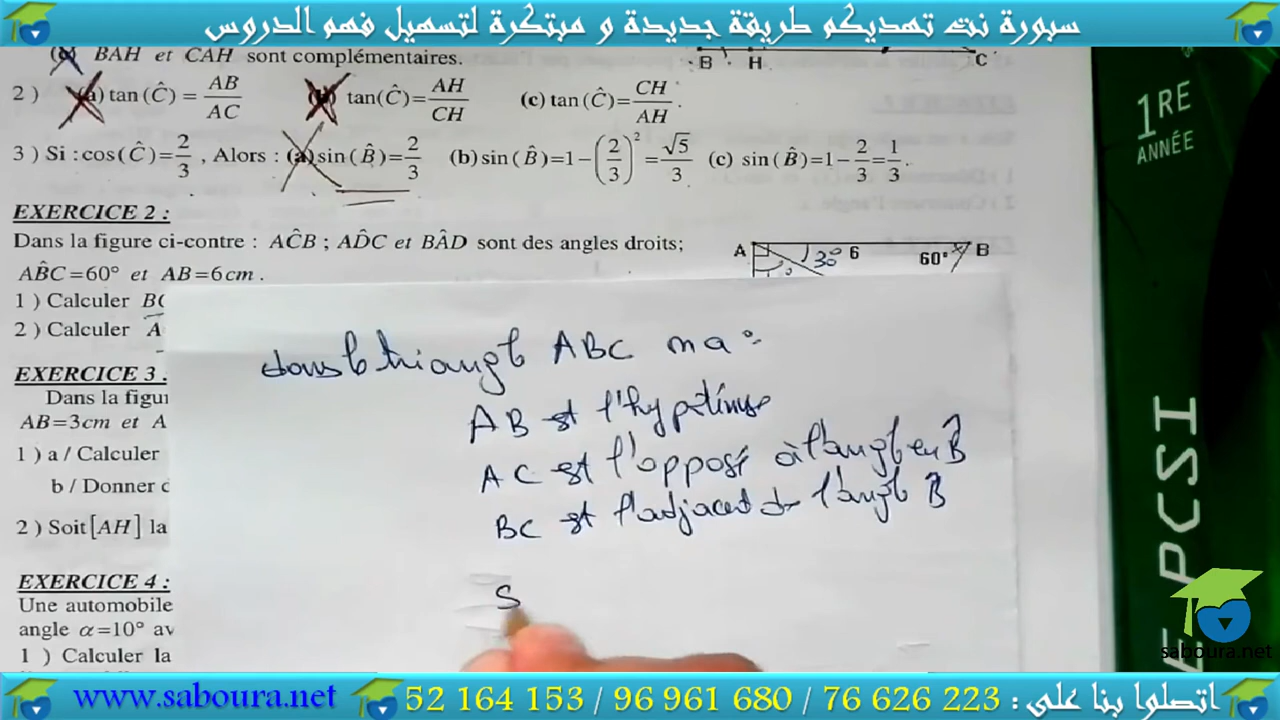 سبورة نت تهديكم طريقة جديدة و مبتكرة لتسهيل فهم الدروس
BAH et CAH sont complémentaires.
B H C
2 ) (a) tan(Ĉ)=AB/AC (b) tan(Ĉ)=AH/CH (c) tan(Ĉ)=CH/AH.
3 ) Si : cos(Ĉ)=2/3 , Alors : (a) sin(B̂)=2/3 (b) sin(B̂)=1-(2/3)²=√5/3 (c) sin(B̂)=1-2/3=1/3.
EXERCICE 2 :
Dans la figure ci-contre : AĈB ; AD̂C et BÂD sont des angles droits;
AB̂C=60° et AB=6cm .
A 30° 6 60° B
1 ) Calculer
2 ) Calculer A
dans le triangle ABC
AB est l'hypoténuse
AC est l'opposé à l'angle en B̂
BC est l'adjacent de l'angle B̂
S
EXERCICE 3
Dans la figu
AB=3cm et A
1 ) a / Calculer
b / Donner
2 ) Soit [AH] la
EXERCICE 4 :
Une automobile
angle α=10° av
1 ) Calculer la
1RE
ANNÉE
PCSI
saboura.net
www.saboura.net
اتصلوا بنا على : 52 164 153 / 96 961 680 / 76 626 223